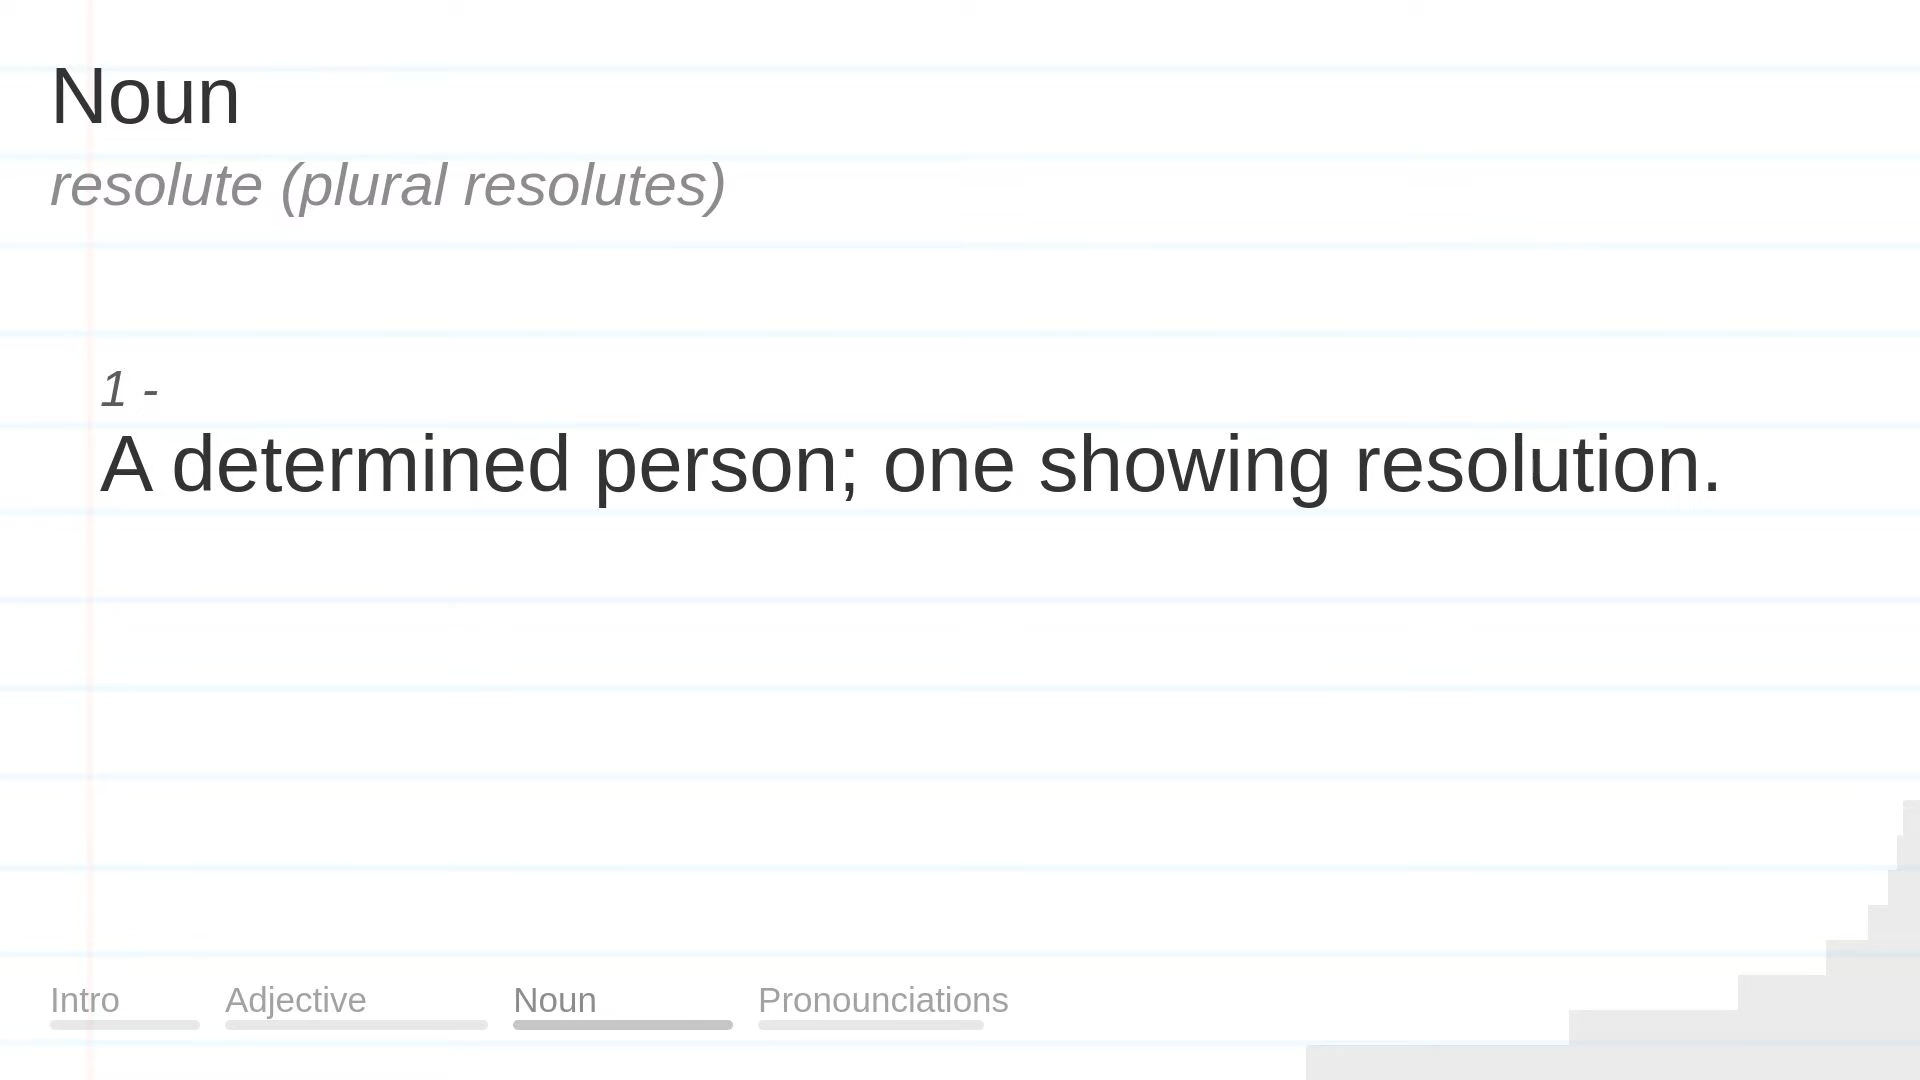 Noun
resolute (plural resolutes)
1 -
A determined person; one showing resolution.
Intro
Adjective
Noun
Pronounciations